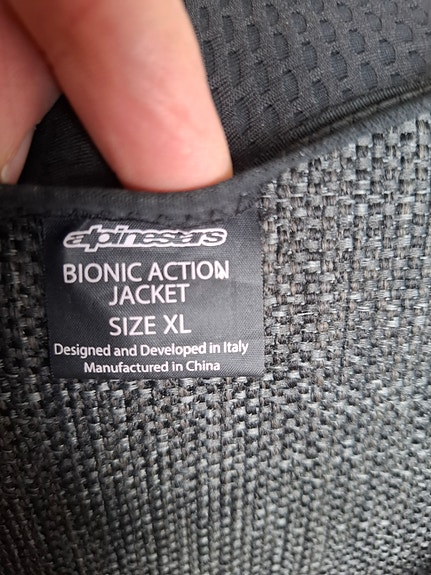 alpinestars
BIONIC ACTION
JACKET
SIZE XL
Designed and Developed in Italy
Manufactured in China